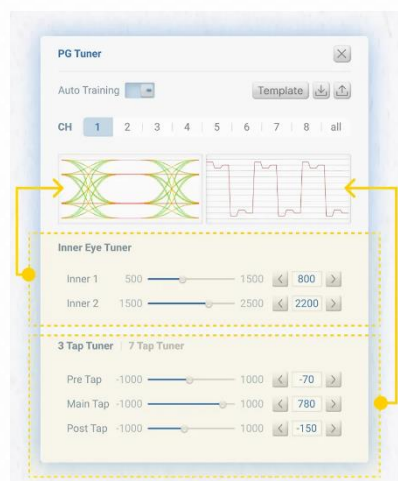 PG Tuner
Auto Training Template
CH 1 2 3 4 5 6 7 8 all
Inner Eye Tuner
Inner 1 500 1500 800
Inner 2 1500 2500 2200
3 Tap Tuner 7 Tap Tuner
Pre Tap -1000 1000 -70
Main Tap -1000 1000 780
Post Tap -1000 1000 -150